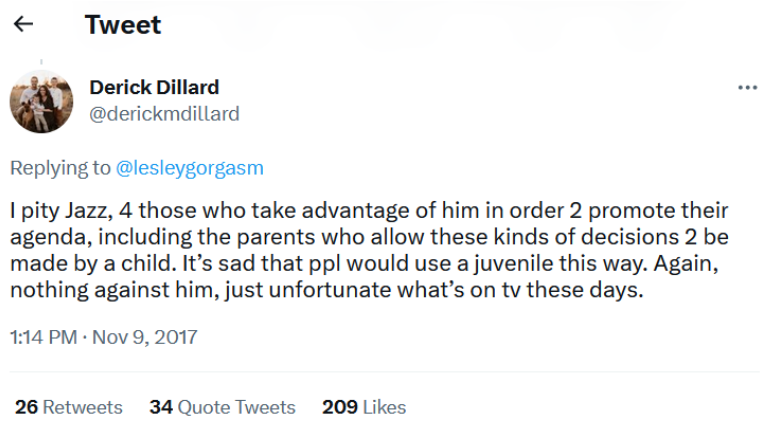 Tweet
Derick Dillard
@derickmdillard
Replying to @lesleygorgasm
I pity Jazz, 4 those who take advantage of him in order 2 promote their
agenda, including the parents who allow these kinds of decisions 2 be
made by a child. It’s sad that ppl would use a juvenile this way. Again,
nothing against him, just unfortunate what’s on tv these days.
1:14 PM · Nov 9, 2017
26 Retweets 34 Quote Tweets 209 Likes